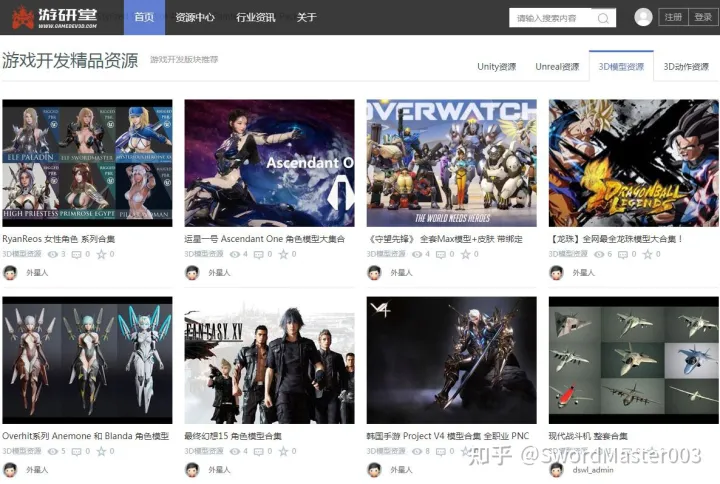 游研堂
WWW.GAMEDEV3D.COM
首页
资源中心
行业资讯
关于
请输入搜索内容
注册
登录
游戏开发精品资源
游戏开发版块推荐
Unity资源
Unreal资源
3D模型资源
3D动作资源
RIGGED PBR
RIGGED PBR
RIGGED PBR
ELF PALADIN
ELF SWORDMASTER
HIGH PRIESTESS
PRIMROSE EGYPT
Ascendant O
OVERWATCH
THE WORLD NEEDS HEROES
DRAGONBALL
LEGENDS
RyanReos 女性角色 系列合集
运星一号 Ascendant One 角色模型大集合
《守望先锋》 全套Max模型+皮肤 带绑定
【龙珠】全网最全龙珠模型大合集！
3D模型资源 3 0 0
3D模型资源 4 0 0
3D模型资源 4 0 0
3D模型资源 6 0 0
外星人
外星人
外星人
外星人
FANTASY XV
V4
Overhit系列 Anemone 和 Blanda 角色模型
最终幻想15 角色模型合集
韩国手游 Project V4 模型合集 全职业 PNC
现代战斗机 整套合集
3D模型资源 5 0 0
3D模型资源 4 0 0
3D模型资源 8 0
3D模型资源
外星人
外星人
外星人
dswl_admin
知乎 @SwordMaster003